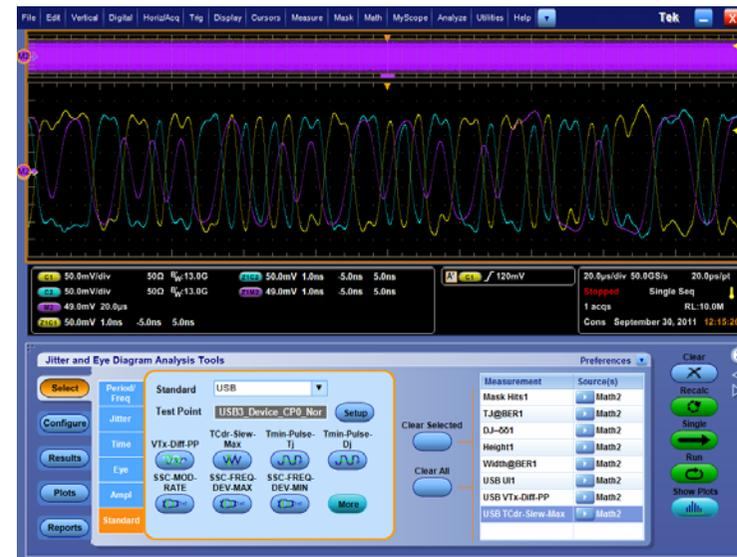 File Edit Vertical Digital Horiz/Acq Trig Display Cursors Measure Mask Math MyScope Analyze Utilities Help Tek
C1 50.0mV/div 50Ω BW:13.0G
C2 50.0mV/div 50Ω BW:13.0G
M2 49.0mV 20.0µs
Z1C1 50.0mV 1.0ns -5.0ns 5.0ns
Z1C2 50.0mV 1.0ns -5.0ns 5.0ns
Z1M2 49.0mV 1.0ns -5.0ns 5.0ns
A' C1 120mV
20.0µs/div 50.0GS/s 20.0ps/pt
Stopped Single Seq
1 acqs RL:10.0M
Cons September 30, 2011 12:15:2
Jitter and Eye Diagram Analysis Tools
Preferences
Select
Configure
Results
Plots
Reports
Period/
Freq
Jitter
Time
Eye
Ampl
Standard
Standard USB
Test Point USB3_Device_CP0_Nor Setup
VTx-Diff-PP
TCdr-Slew-
Max
Tmin-Pulse-
Tj
Tmin-Pulse-
Dj
SSC-MOD-
RATE
SSC-FREQ-
DEV-MAX
SSC-FREQ-
DEV-MIN
More
Clear Selected
Clear All
Measurement Source(s)
Mask Hits1 Math2
TJ@BER1 Math2
DJ–δδ1 Math2
Height1 Math2
Width@BER1 Math2
USB UI1 Math2
USB VTx-Diff-PP Math2
USB TCdr-Slew-Max Math2
Clear
Recalc
Single
Run
Show Plots